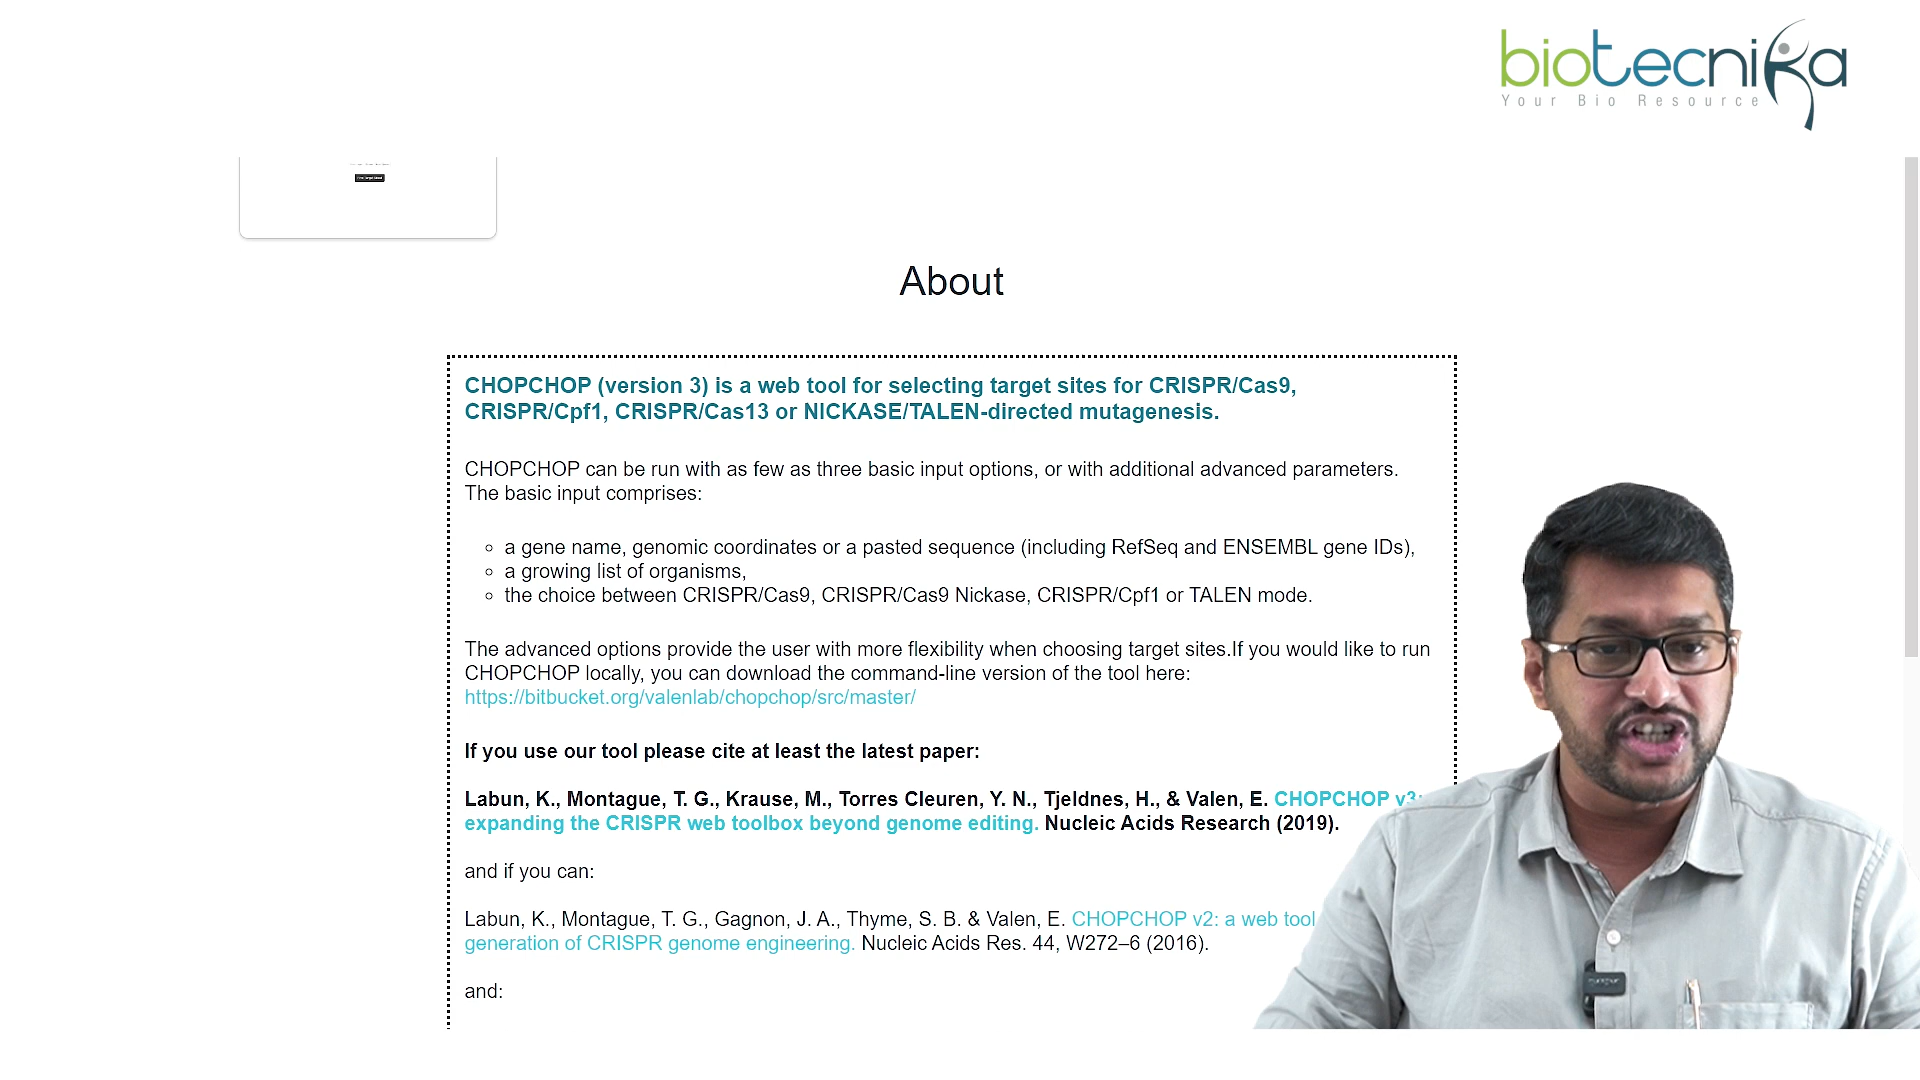 biotecnika
Your Bio Resource
About
CHOPCHOP (version 3) is a web tool for selecting target sites for CRISPR/Cas9,
CRISPR/Cpf1, CRISPR/Cas13 or NICKASE/TALEN-directed mutagenesis.
CHOPCHOP can be run with as few as three basic input options, or with additional advanced parameters.
The basic input comprises:
a gene name, genomic coordinates or a pasted sequence (including RefSeq and ENSEMBL gene IDs),
a growing list of organisms,
the choice between CRISPR/Cas9, CRISPR/Cas9 Nickase, CRISPR/Cpf1 or TALEN mode.
The advanced options provide the user with more flexibility when choosing target sites.If you would like to run
CHOPCHOP locally, you can download the command-line version of the tool here:
https://bitbucket.org/valenlab/chopchop/src/master/
If you use our tool please cite at least the latest paper:
Labun, K., Montague, T. G., Krause, M., Torres Cleuren, Y. N., Tjeldnes, H., & Valen, E. CHOPCHOP v3:
expanding the CRISPR web toolbox beyond genome editing. Nucleic Acids Research (2019).
and if you can:
Labun, K., Montague, T. G., Gagnon, J. A., Thyme, S. B. & Valen, E. CHOPCHOP v2: a web tool
generation of CRISPR genome engineering. Nucleic Acids Res. 44, W272–6 (2016).
and: